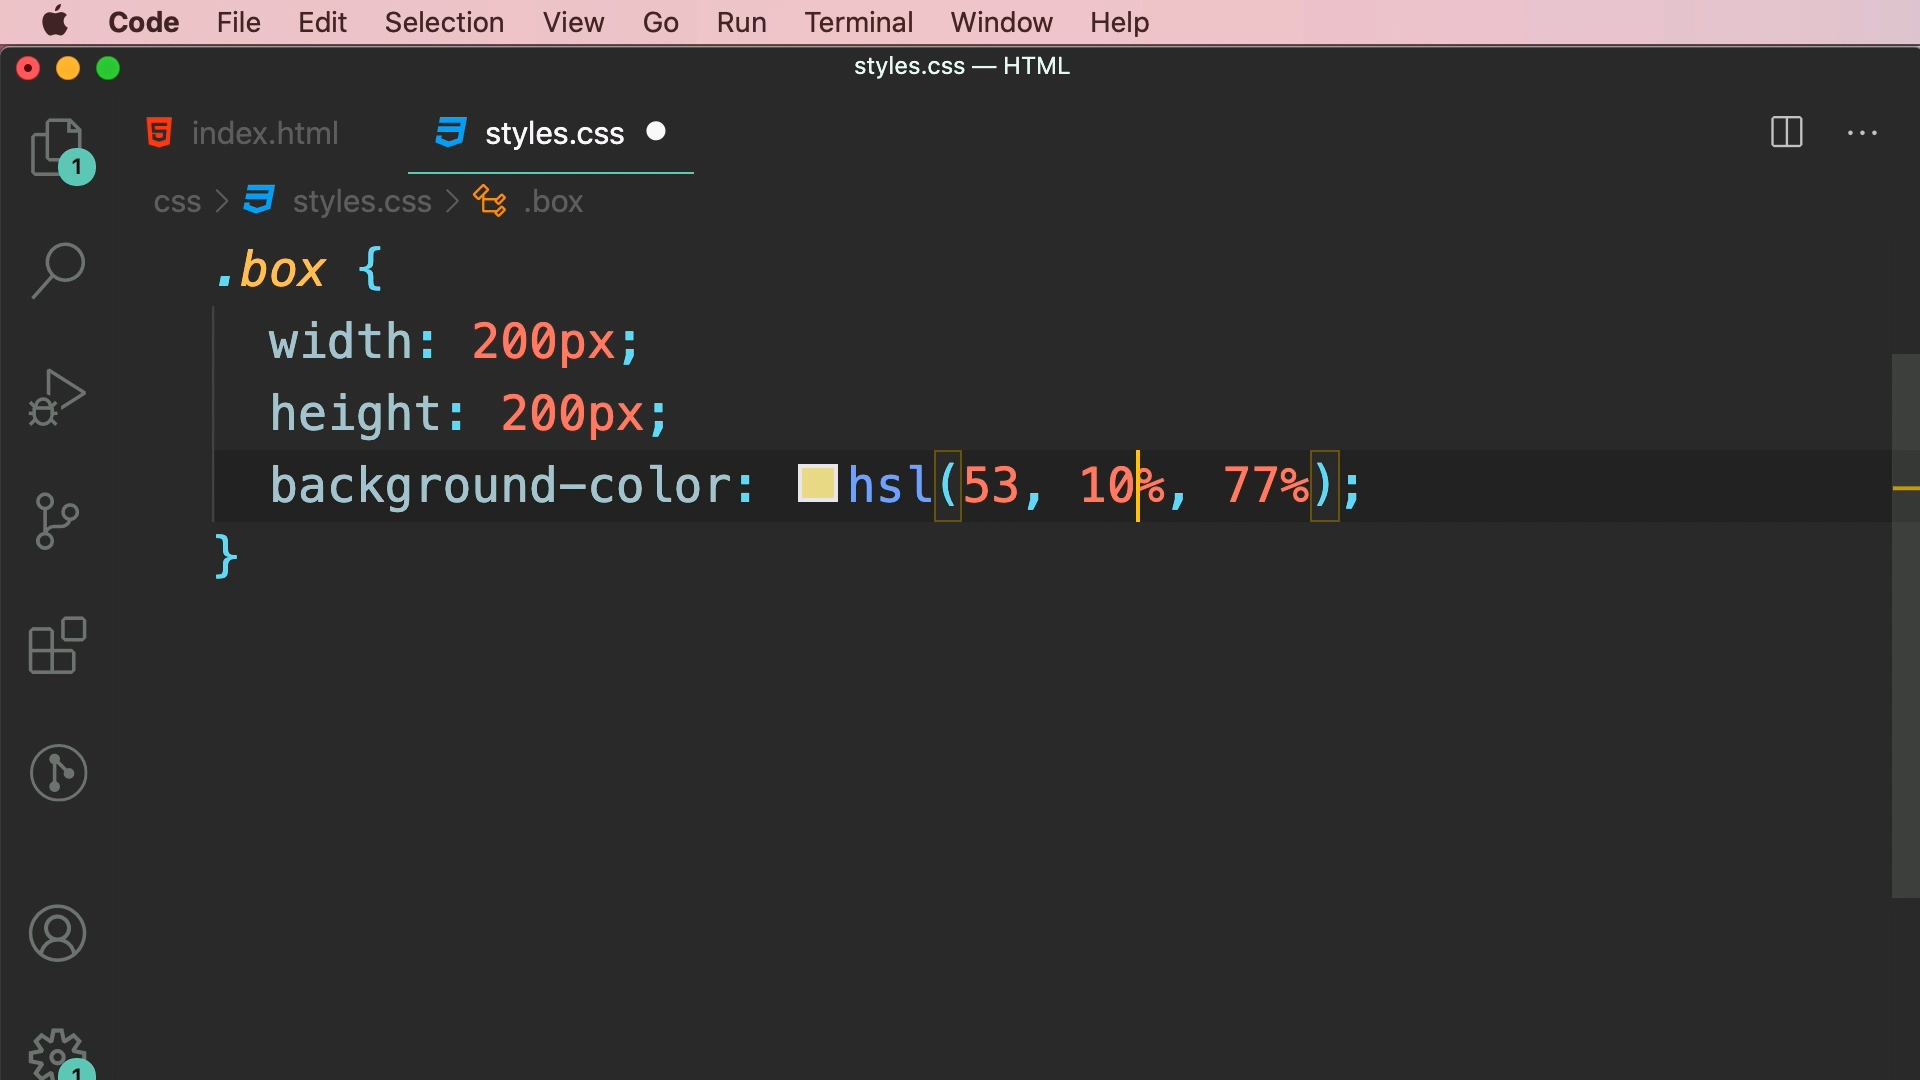 Code File Edit Selection View Go Run Terminal Window Help
styles.css — HTML
index.html styles.css
1
css > styles.css > .box
.box {
width: 200px;
height: 200px;
background-color: hsl(53, 10%, 77%);
}
1